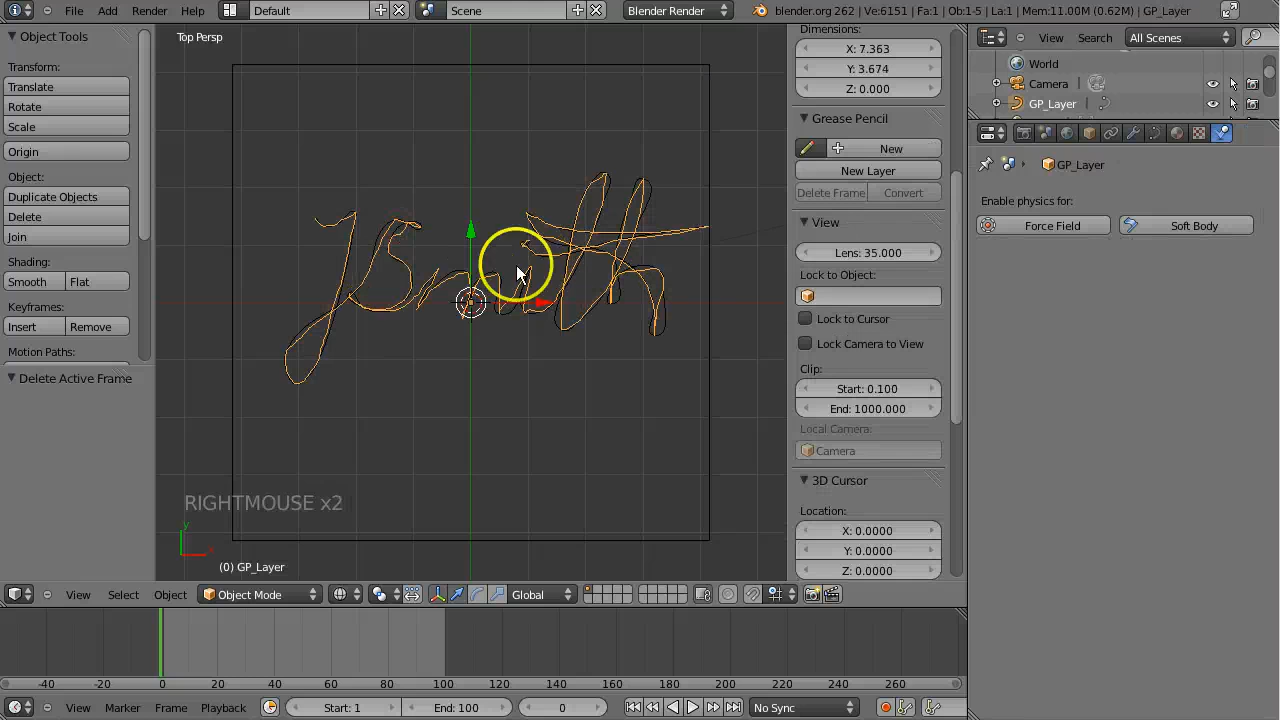 File Add Render Help Default Scene Blender Render blender.org 262 | Ve:6151 | Fa:1 | Ob:1-5 | La:1 | Mem:11.00M (0.62M) | GP_Layer
Object Tools
Transform:
Translate
Rotate
Scale
Origin
Object:
Duplicate Objects
Delete
Join
Shading:
Smooth Flat
Keyframes:
Insert Remove
Motion Paths:
Delete Active Frame
Top Persp
RIGHTMOUSE x2
y
x
(0) GP_Layer
Dimensions:
X: 7.363
Y: 3.674
Z: 0.000
Grease Pencil
New
New Layer
Delete Frame Convert
View
Lens: 35.000
Lock to Object:
Lock to Cursor
Lock Camera to View
Clip:
Start: 0.100
End: 1000.000
Local Camera:
Camera
3D Cursor
Location:
X: 0.0000
Y: 0.0000
Z: 0.0000
View Search All Scenes
World
Camera
GP_Layer
GP_Layer
Enable physics for:
Force Field Soft Body
View Select Object Object Mode Global
-40 -20 0 20 40 60 80 100 120 140 160 180 200 220 240 260
View Marker Frame Playback Start: 1 End: 100 0 No Sync